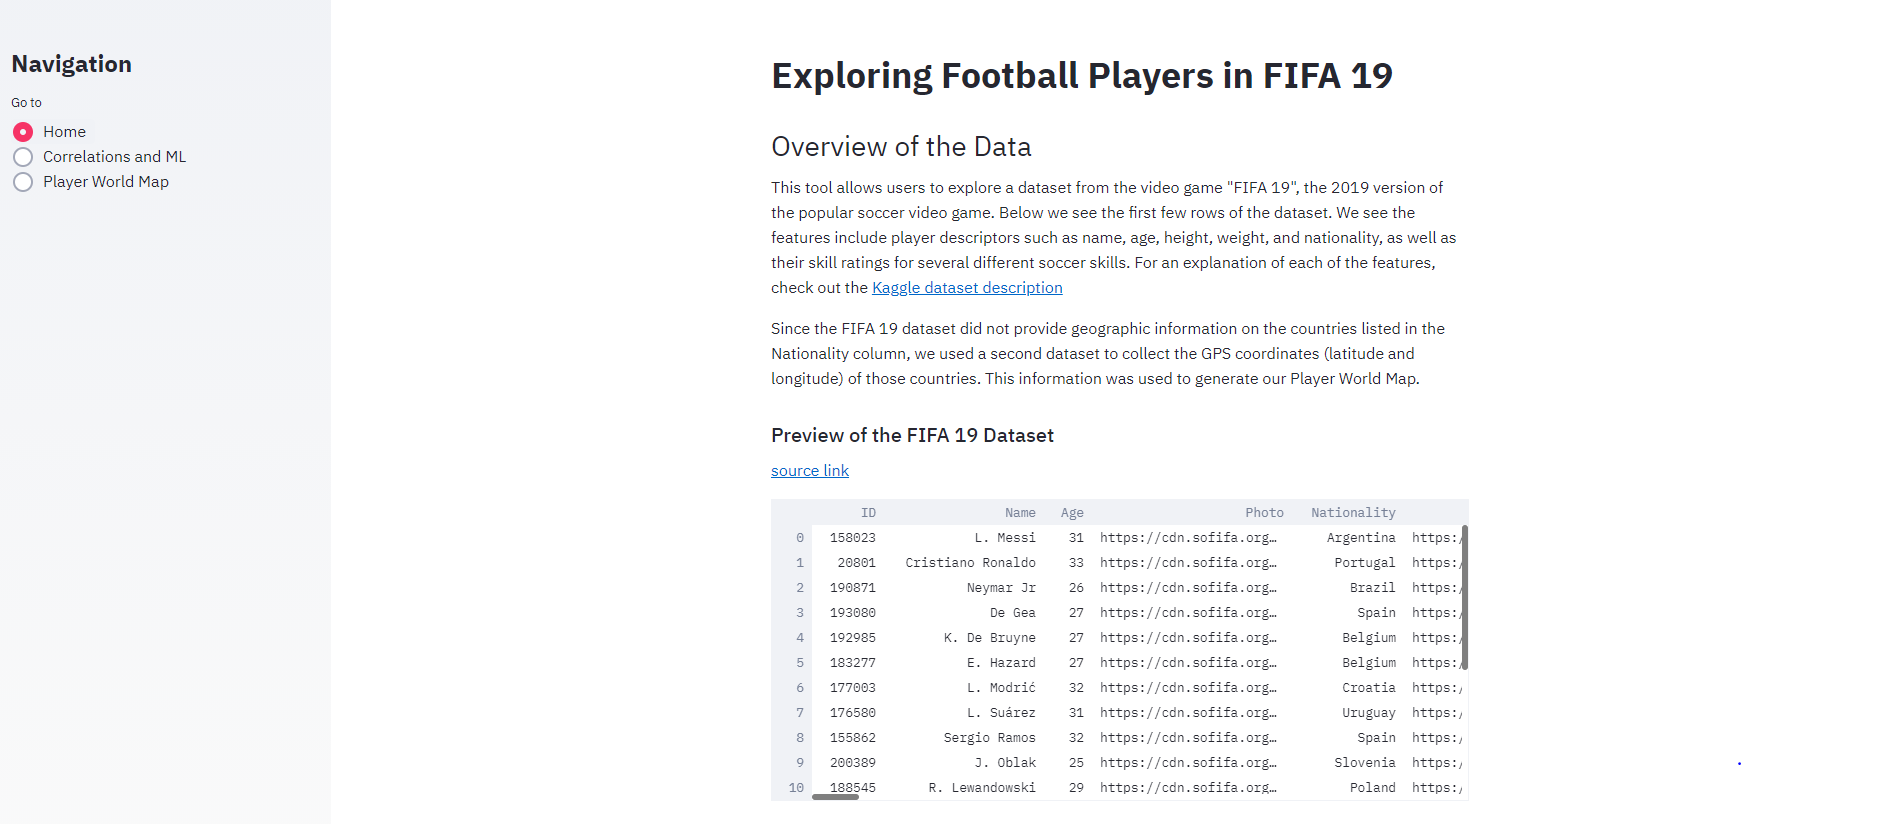 Navigation
Go to
Home
Correlations and ML
Player World Map
Exploring Football Players in FIFA 19
Overview of the Data
This tool allows users to explore a dataset from the video game "FIFA 19", the 2019 version of
the popular soccer video game. Below we see the first few rows of the dataset. We see the
features include player descriptors such as name, age, height, weight, and nationality, as well as
their skill ratings for several different soccer skills. For an explanation of each of the features,
check out the Kaggle dataset description
Since the FIFA 19 dataset did not provide geographic information on the countries listed in the
Nationality column, we used a second dataset to collect the GPS coordinates (latitude and
longitude) of those countries. This information was used to generate our Player World Map.
Preview of the FIFA 19 Dataset
source link
ID Name Age Photo Nationality
0 158023 L. Messi 31 https://cdn.sofifa.org… Argentina https:/
1 20801 Cristiano Ronaldo 33 https://cdn.sofifa.org… Portugal https:/
2 190871 Neymar Jr 26 https://cdn.sofifa.org… Brazil https:/
3 193080 De Gea 27 https://cdn.sofifa.org… Spain https:/
4 192985 K. De Bruyne 27 https://cdn.sofifa.org… Belgium https:/
5 183277 E. Hazard 27 https://cdn.sofifa.org… Belgium https:/
6 177003 L. Modrić 32 https://cdn.sofifa.org… Croatia https:/
7 176580 L. Suárez 31 https://cdn.sofifa.org… Uruguay https:/
8 155862 Sergio Ramos 32 https://cdn.sofifa.org… Spain https:/
9 200389 J. Oblak 25 https://cdn.sofifa.org… Slovenia https:/
10 188545 R. Lewandowski 29 https://cdn.sofifa.org… Poland https:/